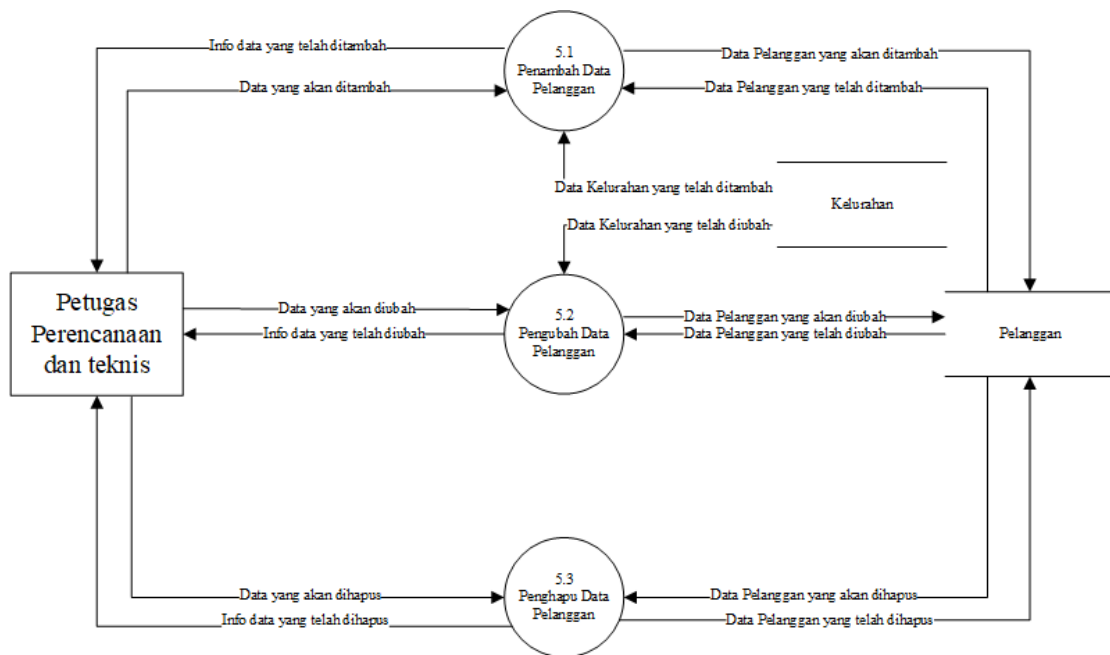 Info data yang telah ditambah
5.1
Penambah Data
Pelanggan
Data Pelanggan yang akan ditambah
Data yang akan ditambah
Data Pelanggan yang telah ditambah
Data Kelurahan yang telah ditambah
Kelurahan
Data Kelurahan yang telah diubah
Petugas
Perencanaan
dan teknis
Data yang akan diubah
Info data yang telah diubah
5.2
Pengubah Data
Pelanggan
Data Pelanggan yang akan diubah
Data Pelanggan yang telah diubah
Pelanggan
5.3
Penghapu Data
Pelanggan
Data yang akan dihapus
Info data yang telah dihapus
Data Pelanggan yang akan dihapus
Data Pelanggan yang telah dihapus